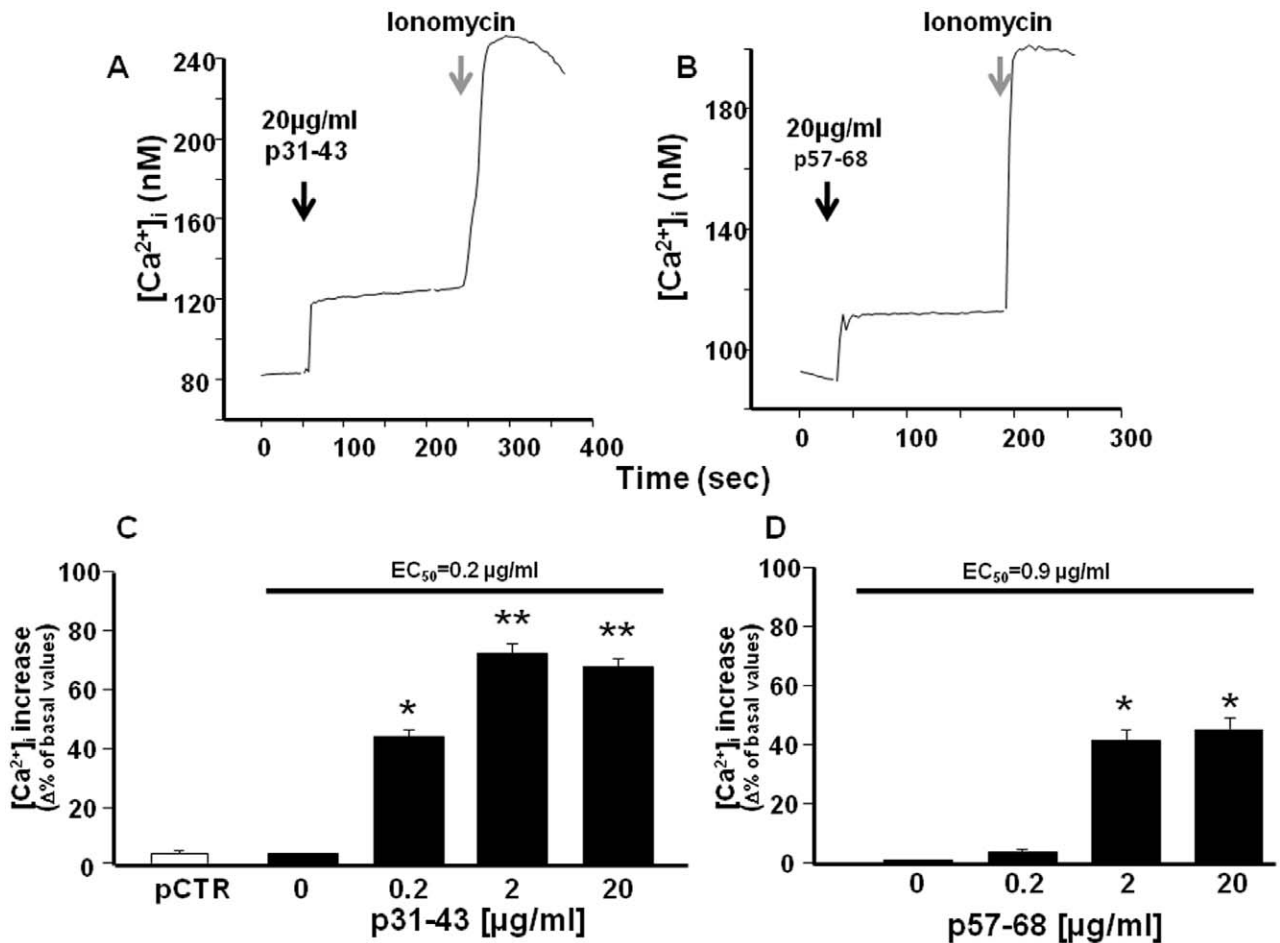 A
Ionomycin
20µg/ml
p31-43
[Ca²⁺]ᵢ (nM)
240
200
160
120
80
0 100 200 300 400
B
Ionomycin
20µg/ml
p57-68
[Ca²⁺]ᵢ (nM)
180
140
100
0 100 200 300
Time (sec)
C
EC₅₀=0.2 µg/ml
[Ca²⁺]ᵢ increase
(Δ% of basal values)
100
80
60
40
20
0
*
**
**
pCTR 0 0.2 2 20
p31-43 [µg/ml]
D
EC₅₀=0.9 µg/ml
[Ca²⁺]ᵢ increase
(Δ% of basal values)
100
80
60
40
20
0
*
*
0 0.2 2 20
p57-68 [µg/ml]